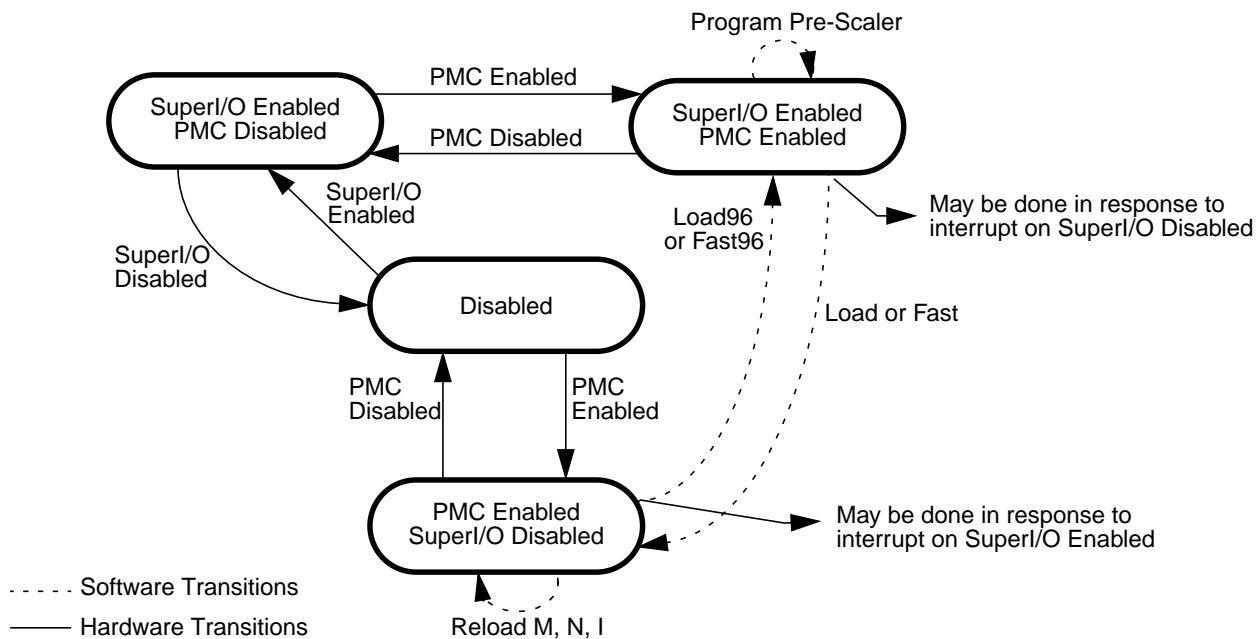 Program Pre-Scaler
PMC Enabled
SuperI/O Enabled
PMC Disabled
SuperI/O Enabled
PMC Enabled
PMC Disabled
SuperI/O
Enabled
Load96
or Fast96
May be done in response to
interrupt on SuperI/O Disabled
SuperI/O
Disabled
Disabled
Load or Fast
PMC
Disabled
PMC
Enabled
PMC Enabled
SuperI/O Disabled
May be done in response to
interrupt on SuperI/O Enabled
Software Transitions
Hardware Transitions
Reload M, N, I